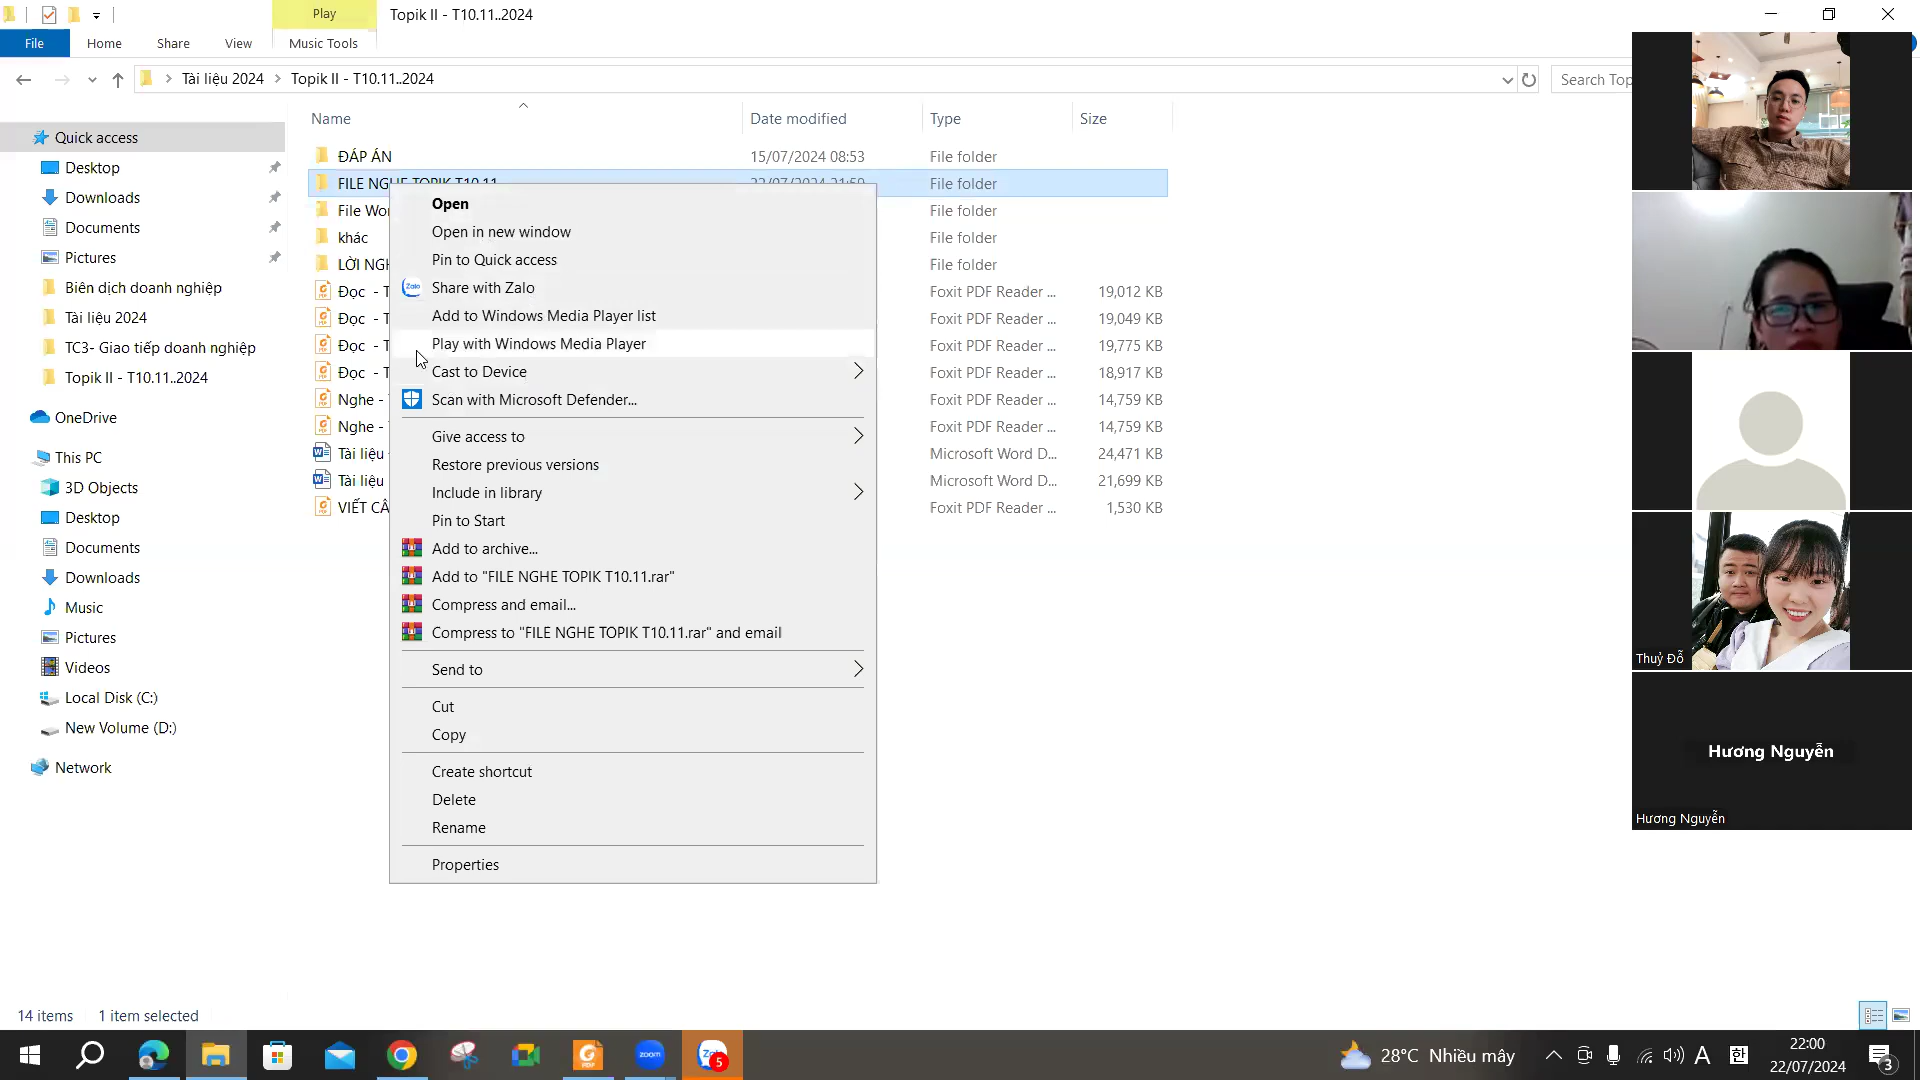 Play
Topik II - T10.11..2024
File
Home
Share
View
Music Tools
Tài liệu 2024
Topik II - T10.11..2024
Search Top
Name
Date modified
Type
Size
Quick access
Desktop
Downloads
Documents
Pictures
Biên dịch doanh nghiệp
Tài liệu 2024
TC3- Giao tiếp doanh nghiệp
Topik II - T10.11..2024
OneDrive
This PC
3D Objects
Desktop
Documents
Downloads
Music
Pictures
Videos
Local Disk (C:)
New Volume (D:)
Network
ĐÁP ÁN 15/07/2024 08:53 File folder
FILE NGHE TOPIK T10.11 22/07/2024 21:59 File folder
File Wor File folder
khác File folder
LỜI NGH File folder
Đọc - T Foxit PDF Reader ... 19,012 KB
Đọc - T Foxit PDF Reader ... 19,049 KB
Đọc - T Foxit PDF Reader ... 19,775 KB
Đọc - T Foxit PDF Reader ... 18,917 KB
Nghe - Foxit PDF Reader ... 14,759 KB
Nghe - Foxit PDF Reader ... 14,759 KB
Tài liệu Microsoft Word D... 24,471 KB
Tài liệu Microsoft Word D... 21,699 KB
VIẾT CÂ Foxit PDF Reader ... 1,530 KB
Open
Open in new window
Pin to Quick access
Zalo Share with Zalo
Add to Windows Media Player list
Play with Windows Media Player
Cast to Device
Scan with Microsoft Defender...
Give access to
Restore previous versions
Include in library
Pin to Start
Add to archive...
Add to "FILE NGHE TOPIK T10.11.rar"
Compress and email...
Compress to "FILE NGHE TOPIK T10.11.rar" and email
Send to
Cut
Copy
Create shortcut
Delete
Rename
Properties
Thuỷ Đỗ
Hương Nguyễn
Hương Nguyễn
14 items 1 item selected
zoom
5
28°C Nhiều mây
A
한
22:00
22/07/2024
3